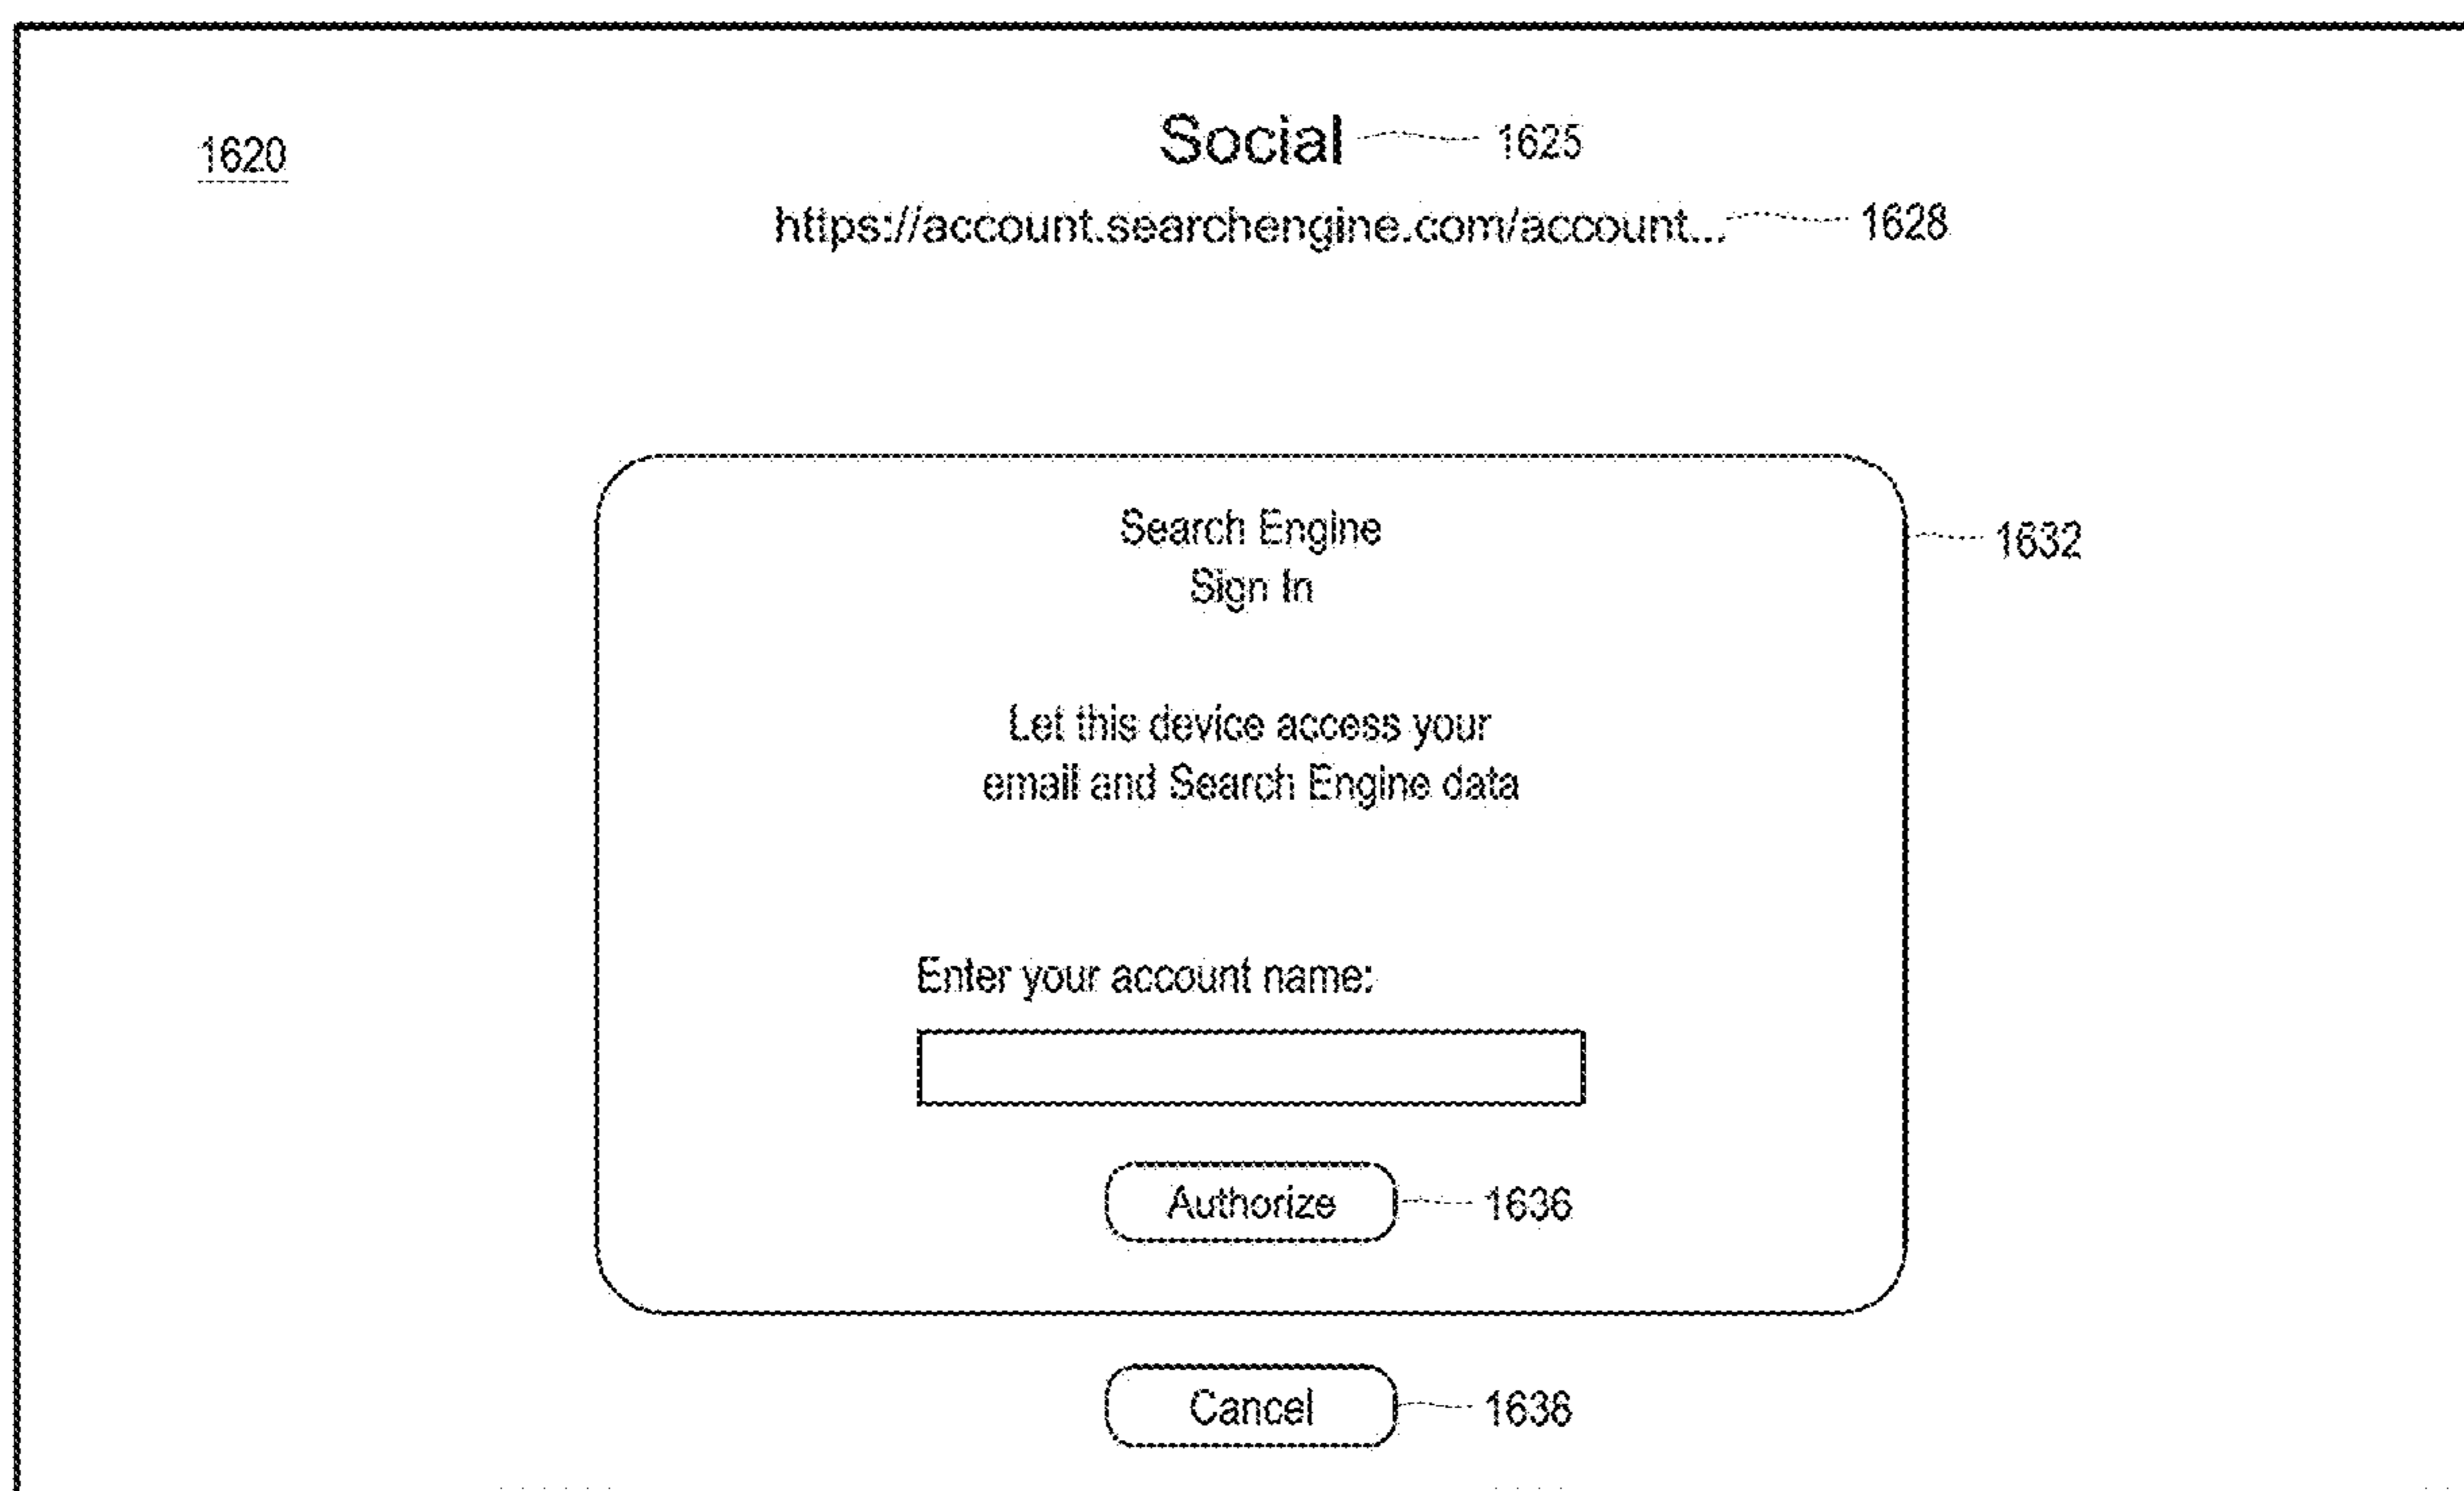 1620
Social 1625
https://account.searchengine.com/account... 1628
Search Engine
1632
Sign In
Let this device access your
email and Search Engine data
Enter your account name:
Authorize 1636
Cancel 1638